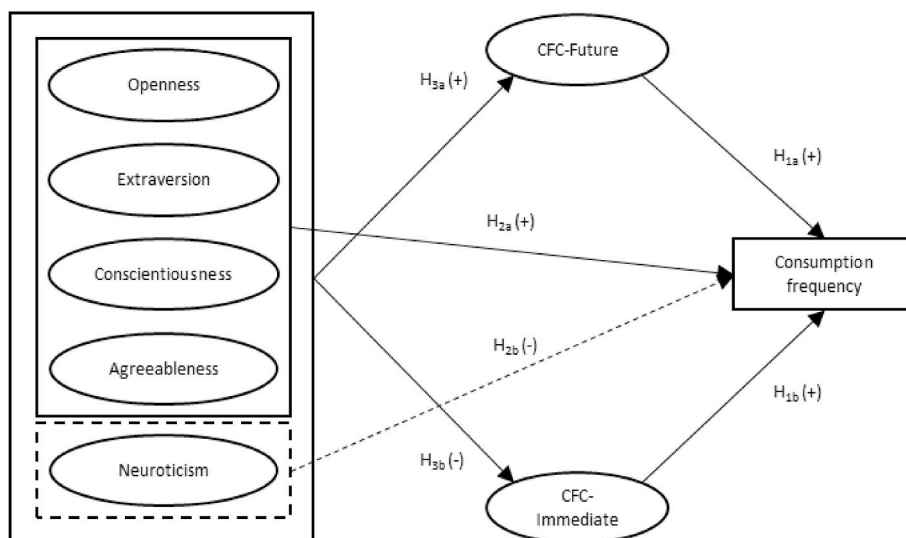 Openness
Extraversion
Conscientiousness
Agreeableness
Neuroticism
CFC-Future
H3a (+)
H1a (+)
H2a (+)
Consumption
frequency
H2b (-)
H1b (+)
H3b (-)
CFC-
Immediate